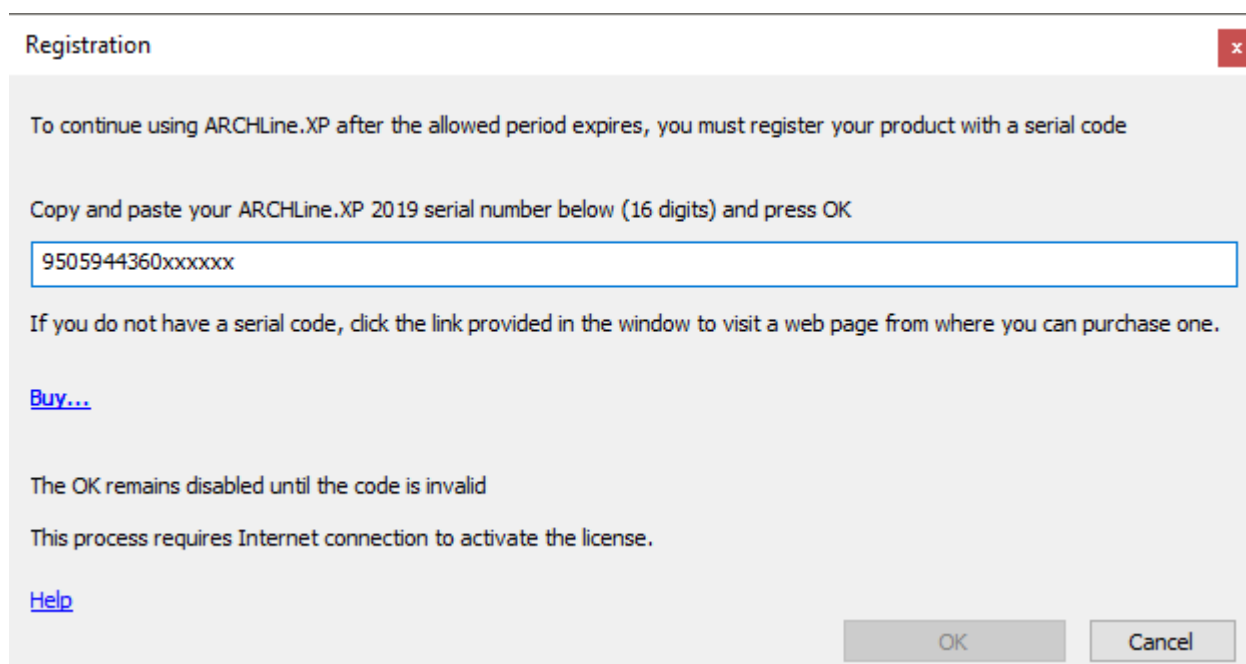 Registration
x
To continue using ARCHLine.XP after the allowed period expires, you must register your product with a serial code
Copy and paste your ARCHLine.XP 2019 serial number below (16 digits) and press OK
9505944360xxxxxx
If you do not have a serial code, click the link provided in the window to visit a web page from where you can purchase one.
Buy...
The OK remains disabled until the code is invalid
This process requires Internet connection to activate the license.
Help
OK Cancel